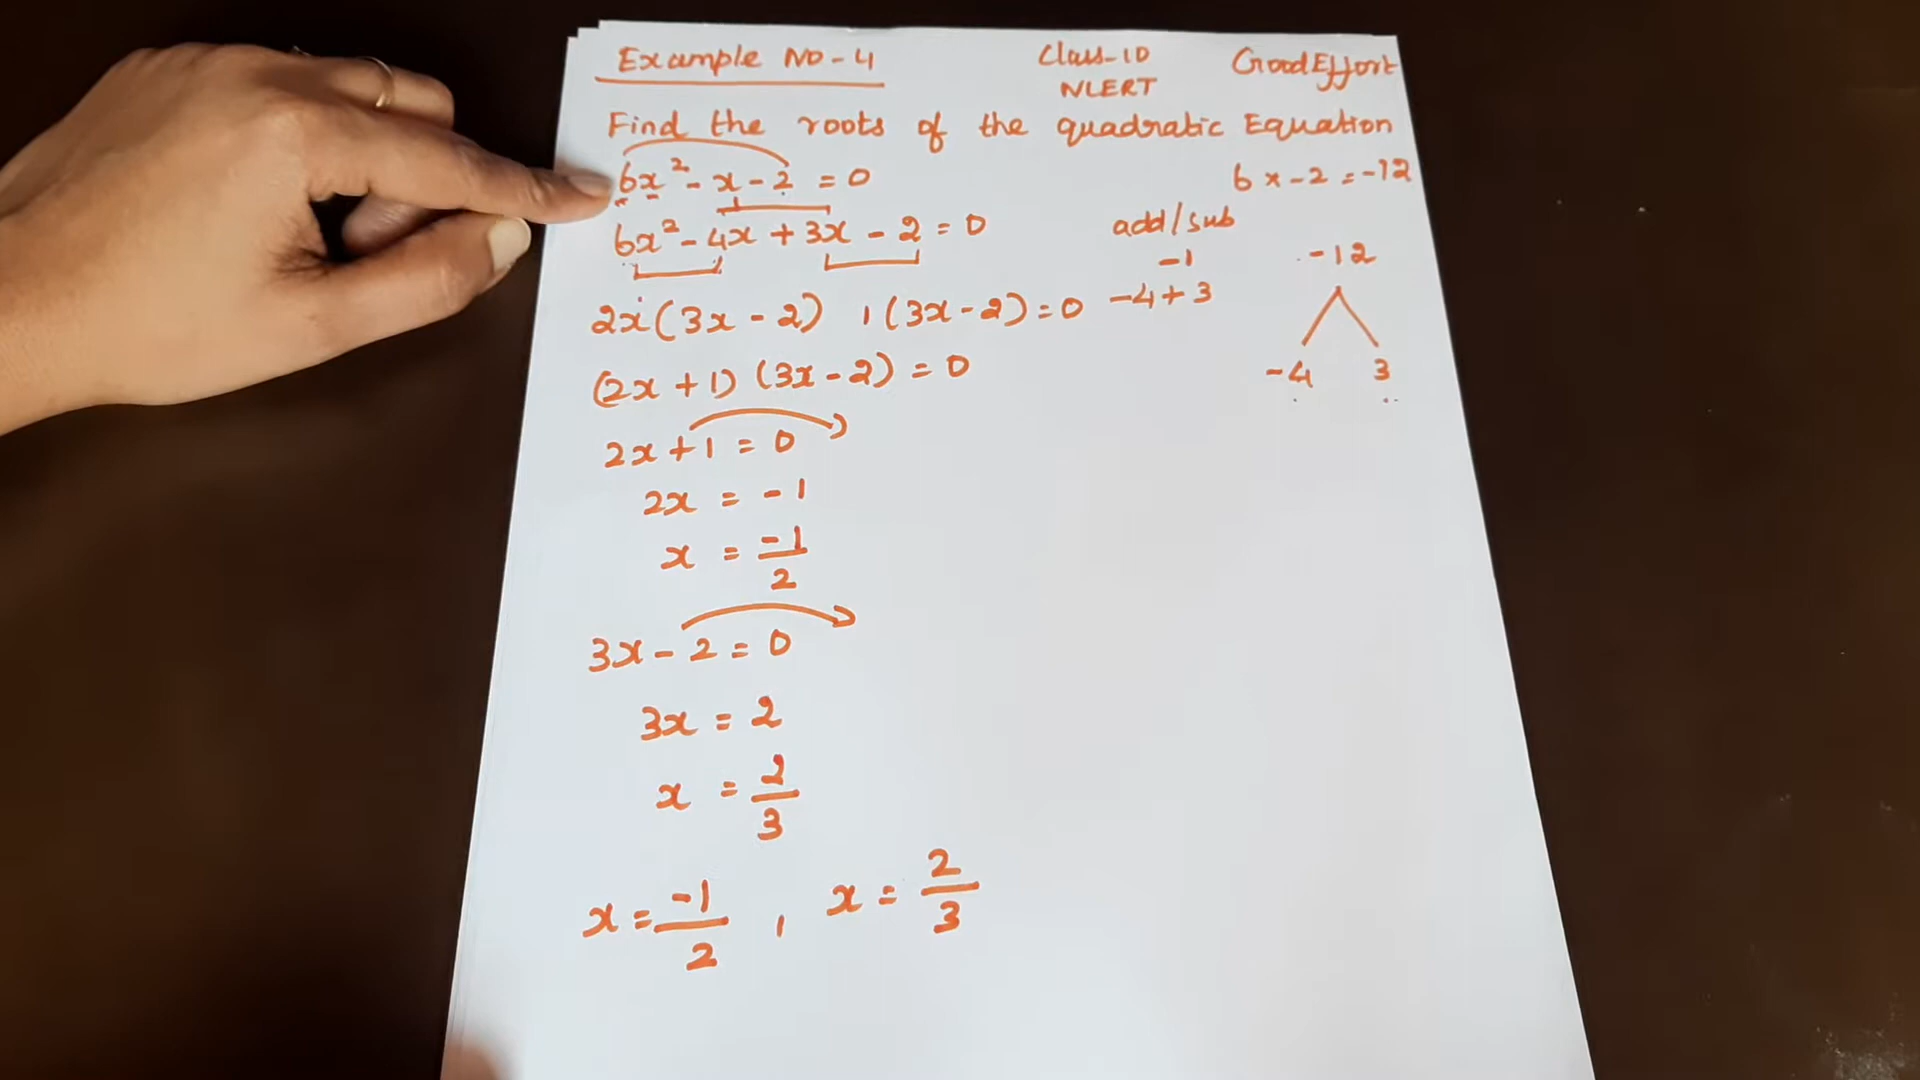 Example NO-4 Class-10 GoodEffort
NCERT
Find the roots of the quadratic Equation
6x² - x - 2 = 0 6 x -2 = -12
6x² - 4x + 3x - 2 = 0 add/sub
-1 -12
2x(3x - 2) 1(3x - 2) = 0 -4+3
(2x + 1) (3x - 2) = 0 -4 3
2x + 1 = 0
2x = -1
x = -1/2
3x - 2 = 0
3x = 2
x = 2/3
x = -1/2 , x = 2/3